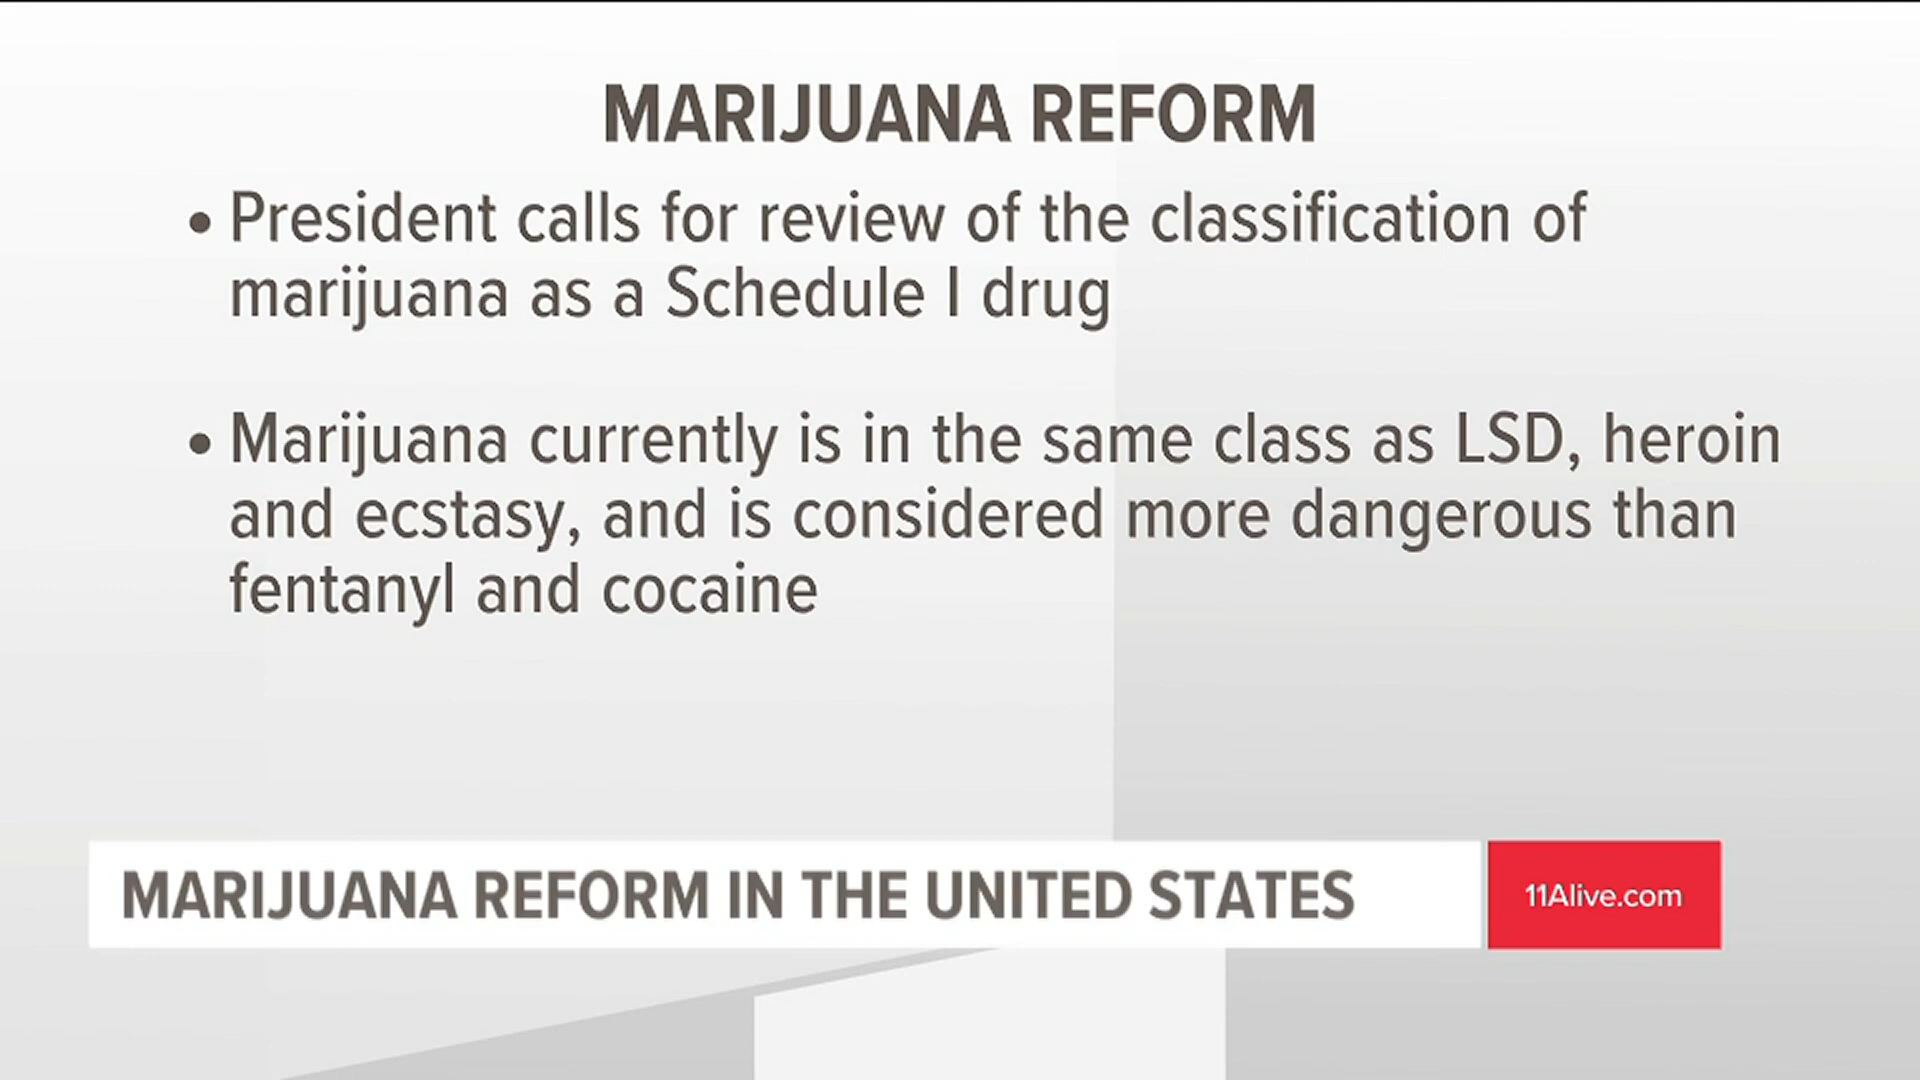 MARIJUANA REFORM
• President calls for review of the classification of
marijuana as a Schedule I drug
• Marijuana currently is in the same class as LSD, heroin
and ecstasy, and is considered more dangerous than
fentanyl and cocaine
MARIJUANA REFORM IN THE UNITED STATES
11Alive.com